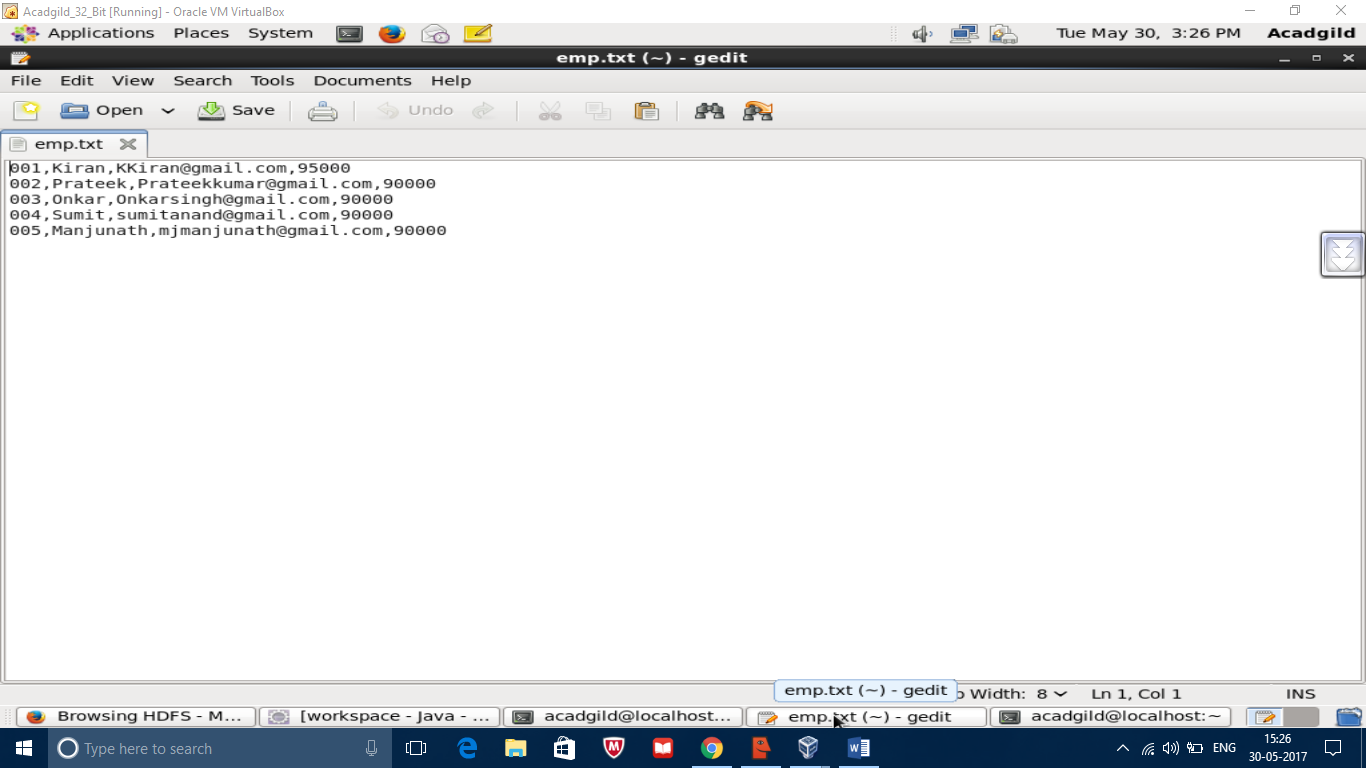 Acadgild_32_Bit [Running] - Oracle VM VirtualBox
Applications Places System Tue May 30, 3:26 PM Acadgild
emp.txt (~) - gedit
File Edit View Search Tools Documents Help
Open Save Undo
emp.txt
001,Kiran,KKiran@gmail.com,95000
002,Prateek,Prateekkumar@gmail.com,90000
003,Onkar,Onkarsingh@gmail.com,90000
004,Sumit,sumitanand@gmail.com,90000
005,Manjunath,mjmanjunath@gmail.com,90000
emp.txt (~) - gedit Width: 8 Ln 1, Col 1 INS
Browsing HDFS - M... [workspace - Java - ... acadgild@localhost... emp.txt (~) - gedit acadgild@localhost:~
Type here to search ENG 15:26
30-05-2017